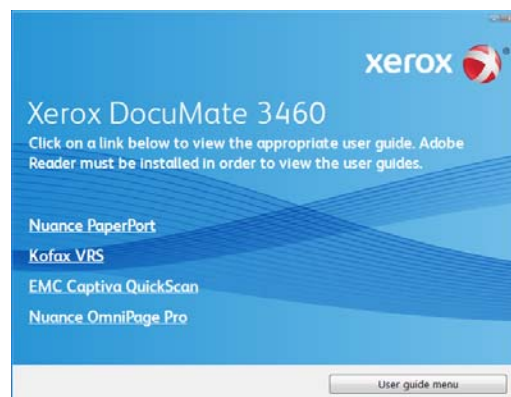 xerox
Xerox DocuMate 3460
Click on a link below to view the appropriate user guide. Adobe
Reader must be installed in order to view the user guides.
Nuance PaperPort
Kofax VRS
EMC Captiva QuickScan
Nuance OmniPage Pro
User guide menu